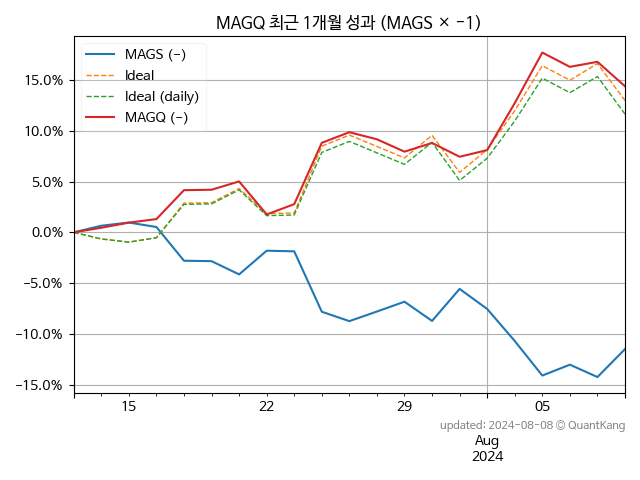 MAGQ 최근 1개월 성과 (MAGS × −1)
MAGS (-)
Ideal
Ideal (daily)
MAGQ (-)
15.0%
10.0%
5.0%
0.0%
−5.0%
−10.0%
−15.0%
15
22
29
05
updated: 2024-08-08 © QuantKang
Aug
2024